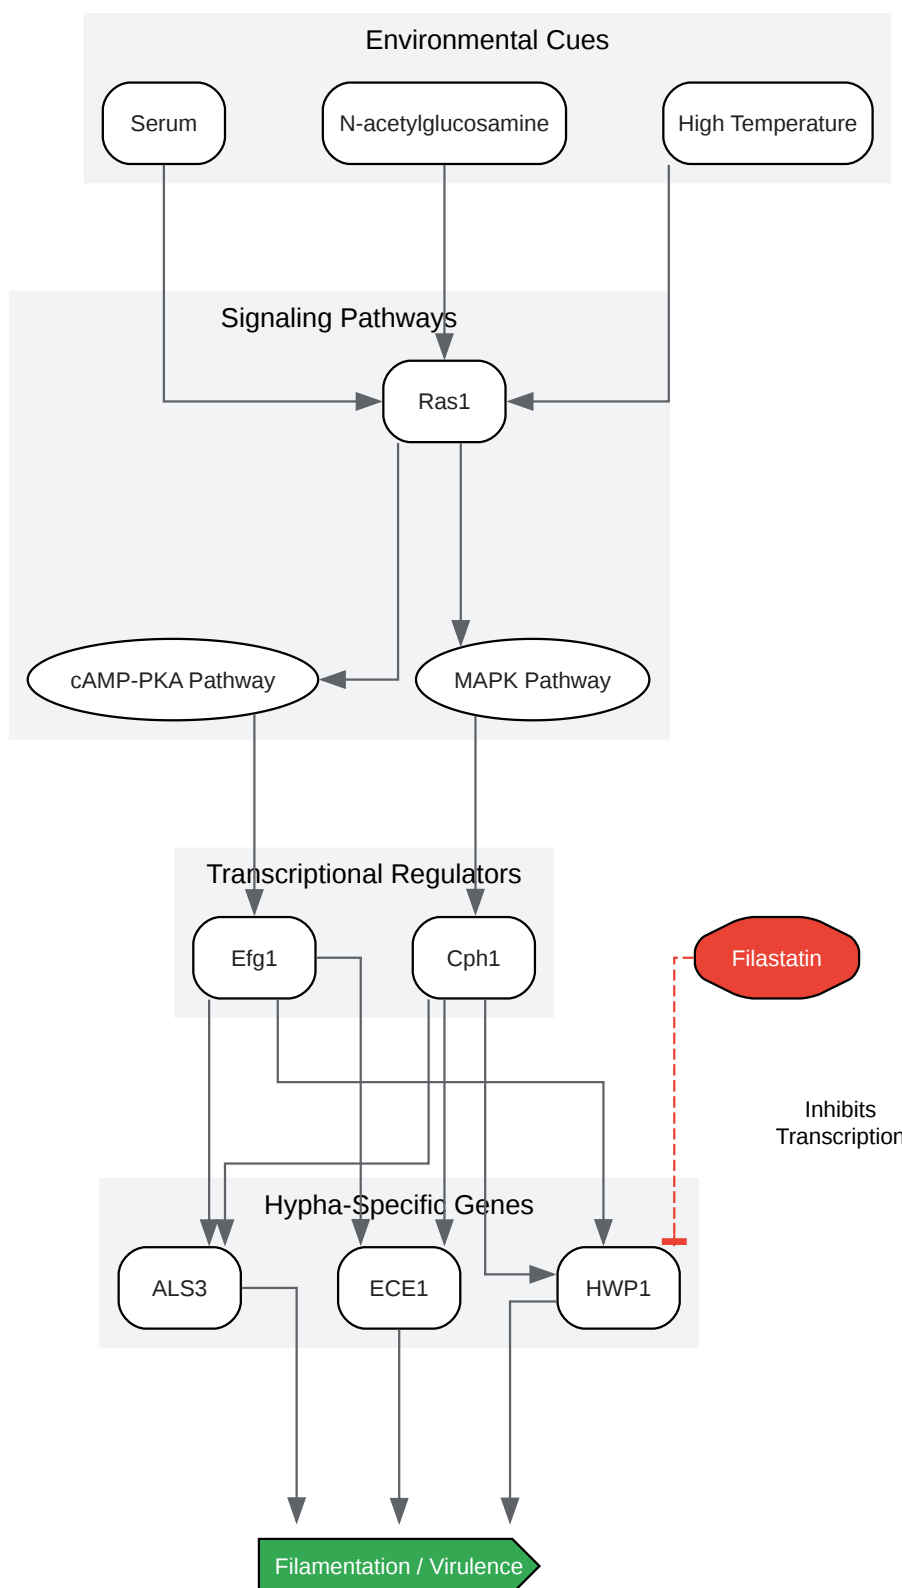 Environmental Cues
Serum
N-acetylglucosamine
High Temperature
Signaling Pathways
Ras1
cAMP-PKA Pathway
MAPK Pathway
Transcriptional Regulators
Efg1
Cph1
Filastatin
Inhibits
Transcription
Hypha-Specific Genes
ALS3
ECE1
HWP1
Filamentation / Virulence